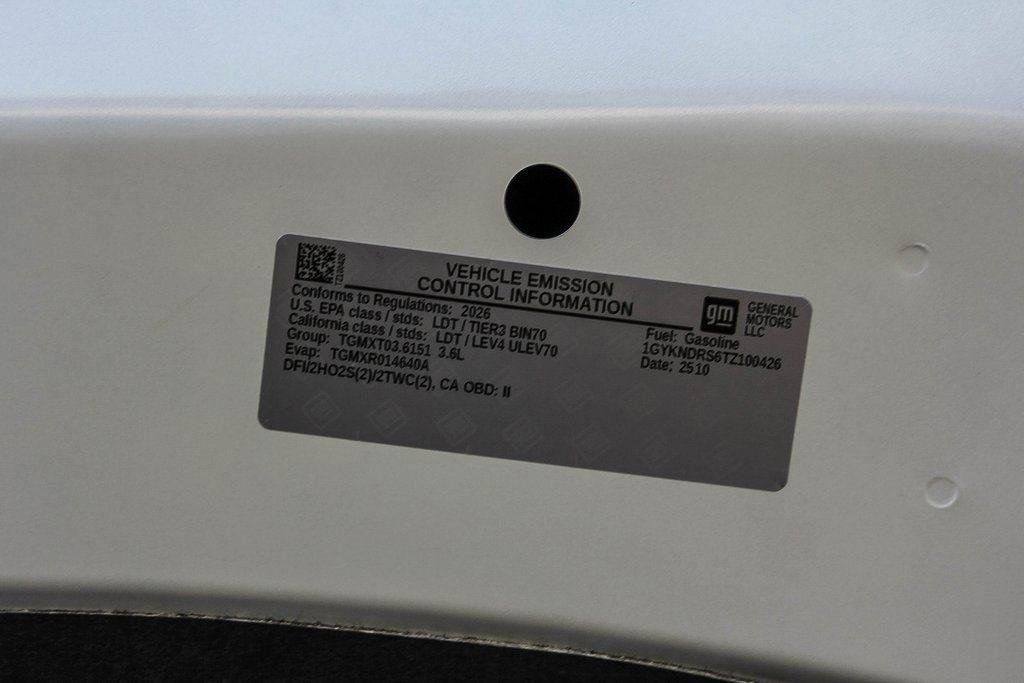 TZ100426
VEHICLE EMISSION
CONTROL INFORMATION
gm
GENERAL
MOTORS
LLC
Conforms to Regulations: 2026
U.S. EPA class / stds: LDT / TIER3 BIN70
California class / stds: LDT / LEV4 ULEV70
Group: TGMXT03.6151 3.6L
Evap: TGMXR014640A
DFI/2HO2S(2)/2TWC(2), CA OBD: II
Fuel: Gasoline
1GYKNDRS6TZ100426
Date: 2510